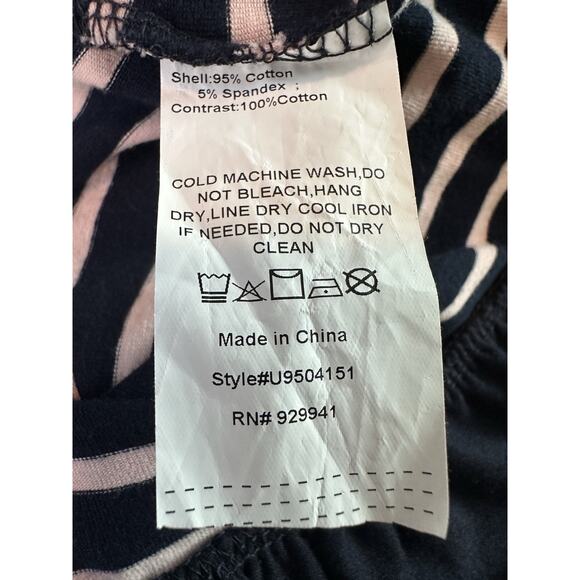 Shell:95% Cotton
5% Spandex ;
Contrast:100%Cotton
COLD MACHINE WASH,DO
NOT BLEACH,HANG
DRY,LINE DRY COOL IRON
IF NEEDED,DO NOT DRY
CLEAN
Made in China
Style#U9504151
RN# 929941